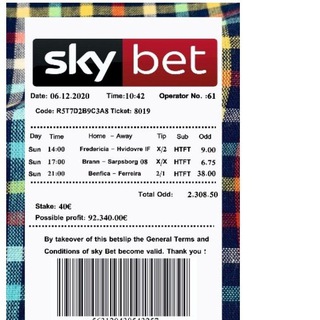 sky bet
Date: 06.12.2020 Time:10:42 Operator No. :61
Code: R5T7D2B9C3A8 Ticket: 8019
Day Time Home - Away Tip Sub Odd
Sun 14:00 Fredaricia - Hvidovre IF X/2 HTFT 9.00
Sun 17:00 Brann - Sarpsborg 08 X/X HTFT 6.75
Sun 21:00 Benfica - Ferreira 2/1 HTFT 38.00
Total Odd: 2.308.50
Stake: 40€
Possible profit: 92.340.00€
By takeover of this betslip the General Terms and
Conditions of sky Bet become valid. Thank you !